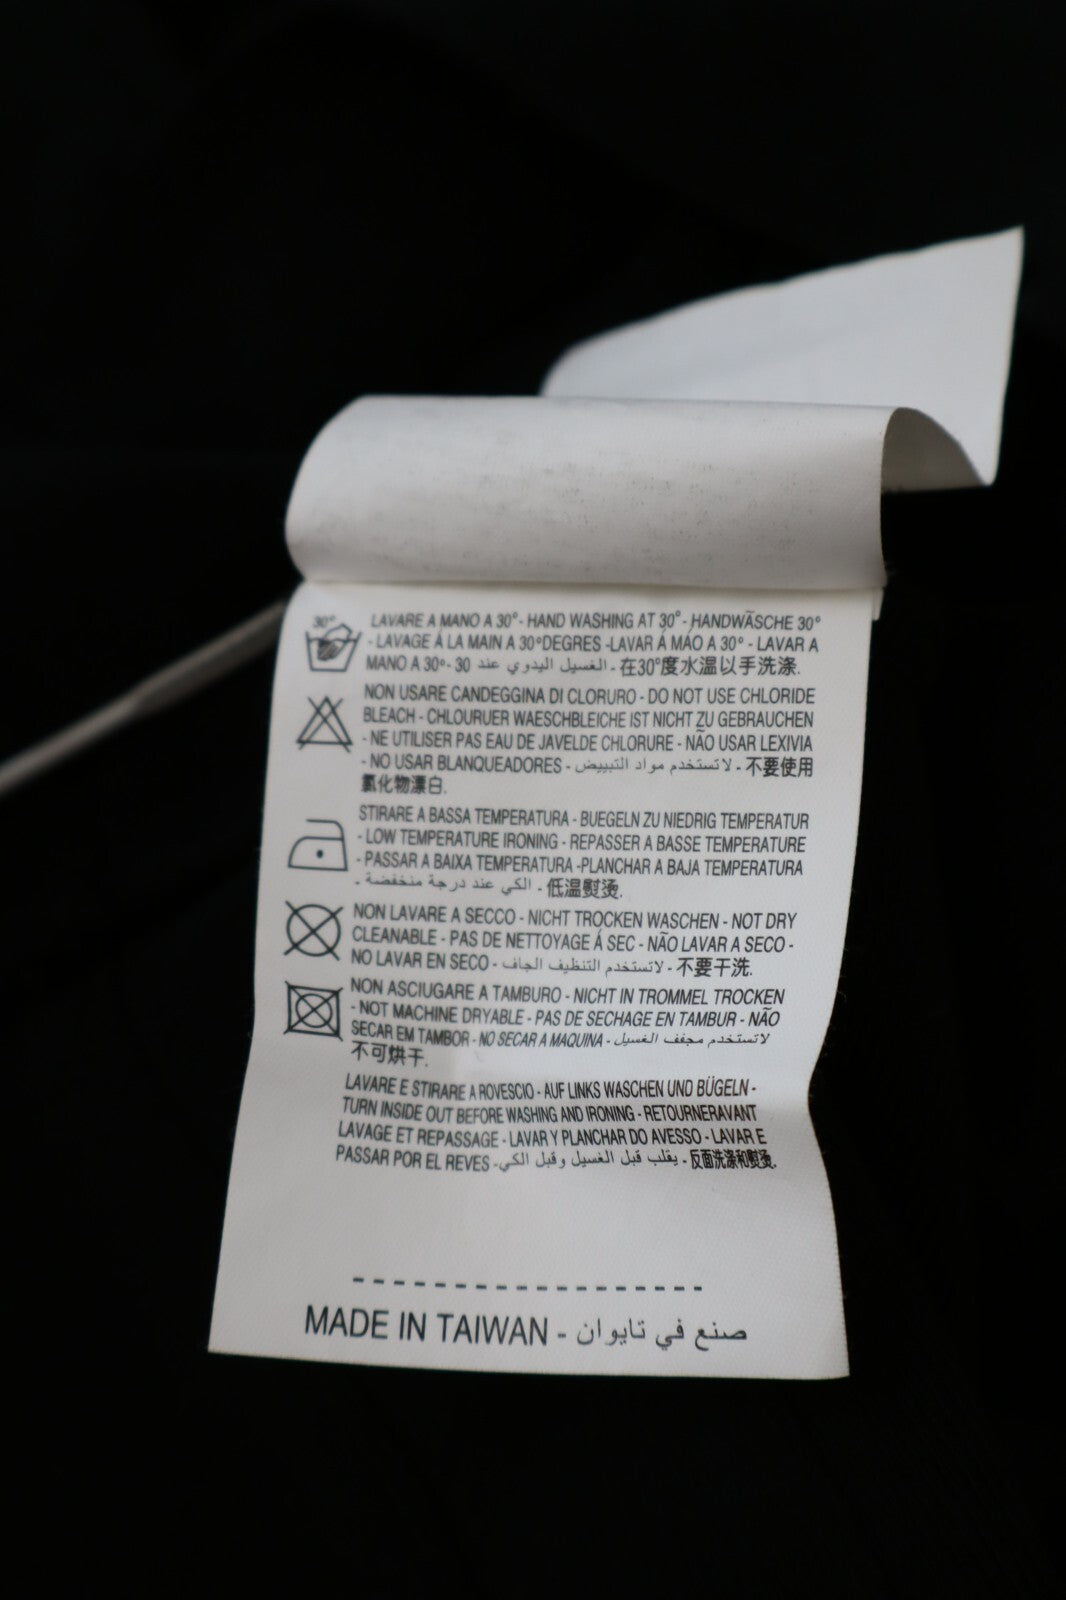 30°
LAVARE A MANO A 30° - HAND WASHING AT 30° - HANDWÃSCHE 30°
- LAVAGE Á LA MAIN A 30°DEGRES -LAVAR Á MÁO A 30° - LAVAR A
MANO A 30°- الغسيل اليدوي عند 30 - 在30°度水温以手洗涤.
NON USARE CANDEGGINA DI CLORURO - DO NOT USE CHLORIDE
BLEACH - CHLOURUER WAESCHBLEICHE IST NICHT ZU GEBRAUCHEN
- NE UTILISER PAS EAU DE JAVELDE CHLORURE - NÃO USAR LEXIVIA
- NO USAR BLANQUEADORES - لاتستخدم مواد التبييض - 不要使用
氯化物漂白.
STIRARE A BASSA TEMPERATURA - BUEGELN ZU NIEDRIG TEMPERATUR
- LOW TEMPERATURE IRONING - REPASSER A BASSE TEMPERATURE
- PASSAR A BAIXA TEMPERATURA -PLANCHAR A BAJA TEMPERATURA
- الكي عند درجة منخفضة - 低温熨烫.
NON LAVARE A SECCO - NICHT TROCKEN WASCHEN - NOT DRY
CLEANABLE - PAS DE NETTOYAGE Á SEC - NÃO LAVAR A SECO -
NO LAVAR EN SECO - لاتستخدم التنظيف الجاف - 不要干洗.
NON ASCIUGARE A TAMBURO - NICHT IN TROMMEL TROCKEN
- NOT MACHINE DRYABLE - PAS DE SECHAGE EN TAMBUR - NÃO
SECAR EM TAMBOR - NO SECAR A MAQUINA - لاتستخدم مجفف الغسيل
不可烘干.
LAVARE E STIRARE A ROVESCIO - AUF LINKS WASCHEN UND BÜGELN -
TURN INSIDE OUT BEFORE WASHING AND IRONING - RETOURNERAVANT
LAVAGE ET REPASSAGE - LAVAR Y PLANCHAR DO AVESSO - LAVAR E
PASSAR POR EL REVES - يقلب قبل الغسيل وقبل الكي - 反面洗涤和熨烫.
MADE IN TAIWAN - صنع في تايوان